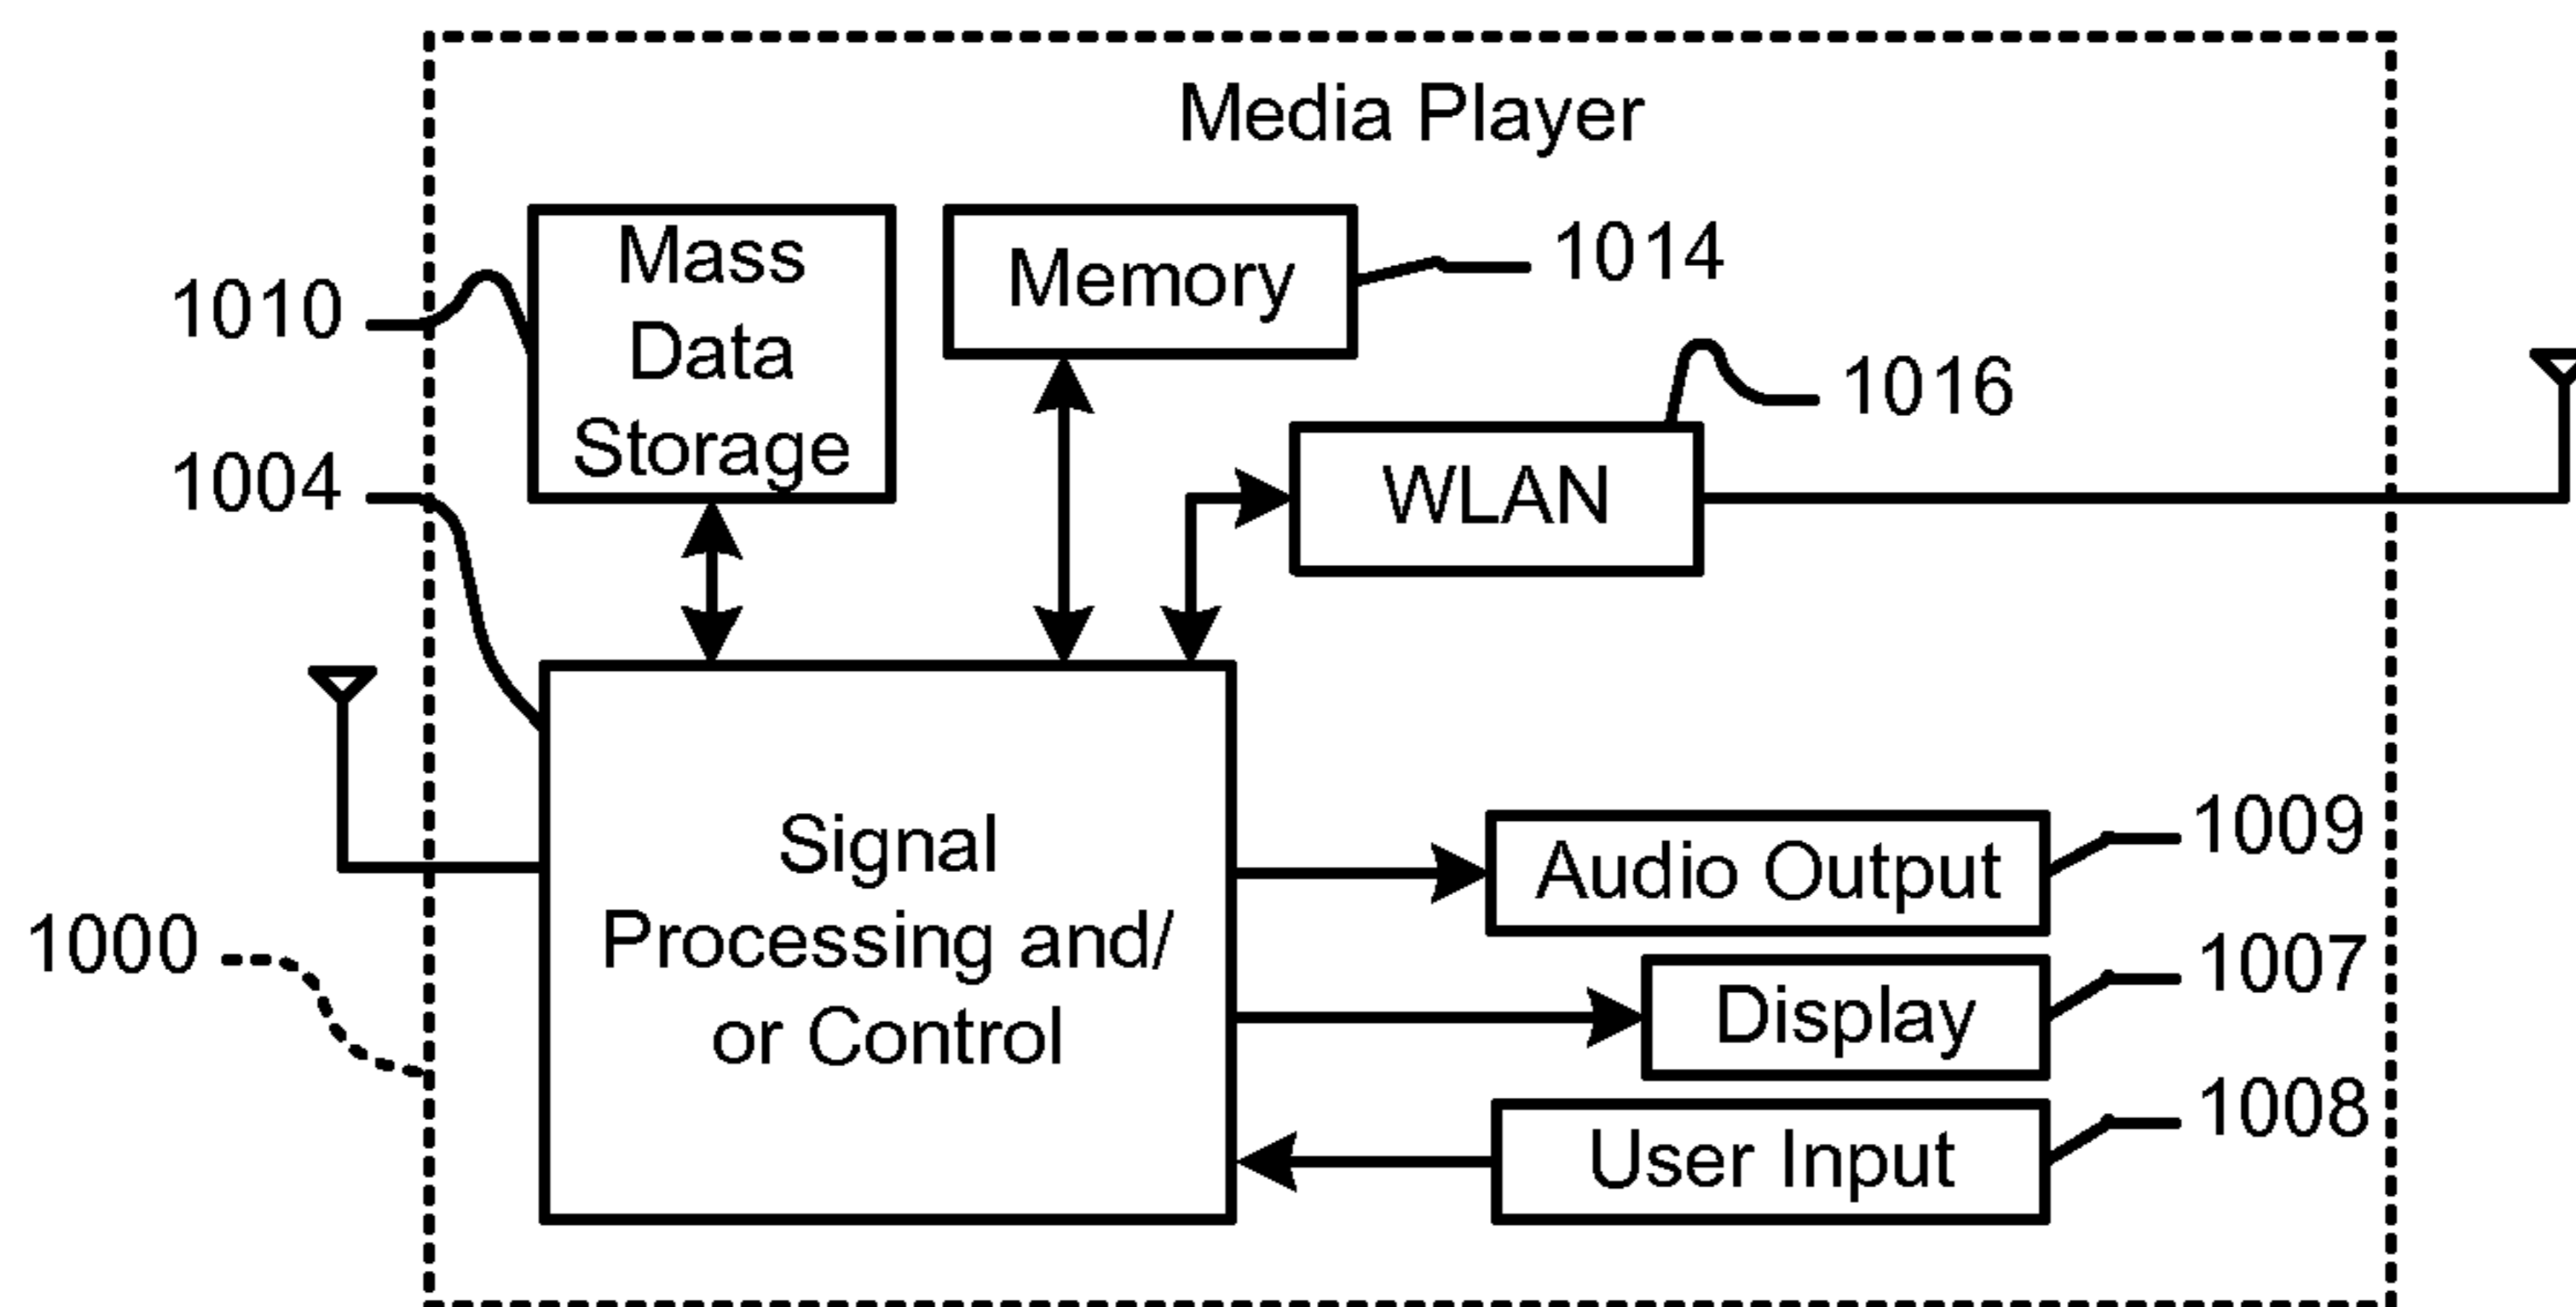 Media Player
1010
Mass
Data
Storage
Memory
1014
1016
WLAN
1004
Signal
Processing and/
or Control
1000
Audio Output
1009
Display
1007
User Input
1008